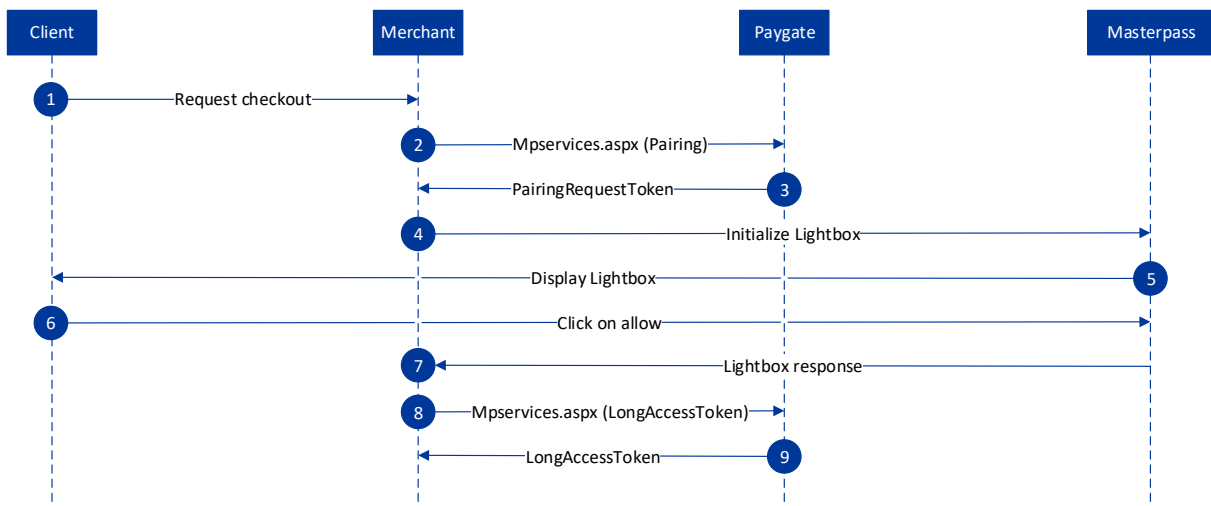 Client
Merchant
Paygate
Masterpass
1
Request checkout
2
Mpservices.aspx (Pairing)
PairingRequestToken
3
4
Initialize Lightbox
Display Lightbox
5
6
Click on allow
7
Lightbox response
8
Mpservices.aspx (LongAccessToken)
LongAccessToken
9